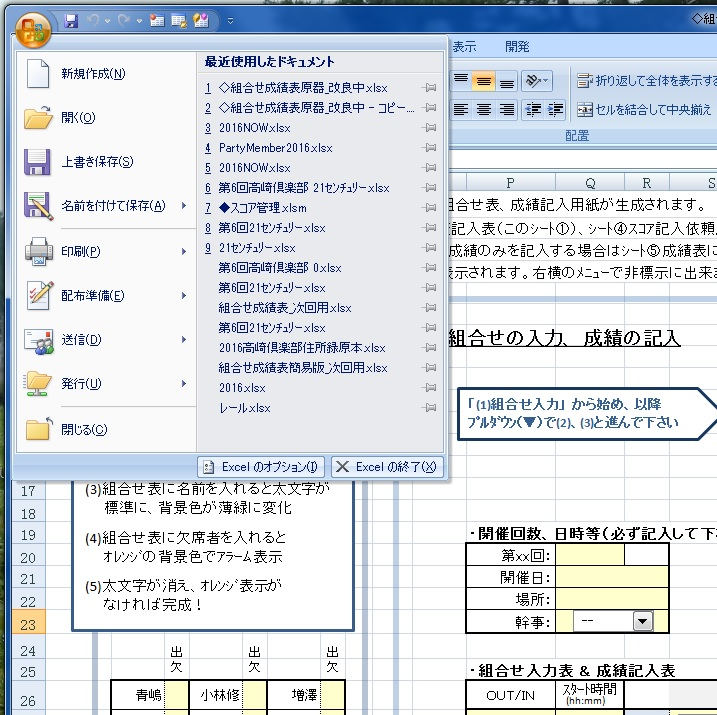 ◇組
表示 開発
新規作成(N)
開く(O)
上書き保存(S)
名前を付けて保存(A)
印刷(P)
配布準備(E)
送信(D)
発行(U)
閉じる(C)
最近使用したドキュメント
1 ◇組合せ成績表原器_改良中.xlsx
2 ◇組合せ成績表原器_改良中 - コピー...
3 2016NOW.xlsx
4 PartyMember2016.xlsx
5 2016NOW.xlsx
6 第6回高崎倶楽部 21センチュリー.xlsx
7 ◆スコア管理.xlsm
8 第6回21センチュリー.xlsx
9 21センチュリー.xlsx
第6回高崎倶楽部 0.xlsx
第6回21センチュリー.xlsx
組合せ成績表_次回用.xlsx
第6回21センチュリー.xlsx
2016高崎倶楽部住所録原本.xlsx
組合せ成績表簡易版_次回用.xlsx
2016.xlsx
レール.xlsx
Excel のオプション(I)
Excel の終了(X)
折り返して全体を表示する
セルを結合して中央揃え
配置
P Q R S
組合せ表、成績記入用紙が生成されます。
記入表(このシート①)、シート④スコア記入依頼
成績のみを記入する場合はシート⑤成績表に
表示されます。右横のメニューで非標示に出来ま
組合せの入力、成績の記入
「(1)組合せ入力」から始め、以降
プルダウン(▼)で(2)、(3)と進んで下さい
17
18
19
20
21
22
23
24
25
26
(3)組合せ表に名前を入れると太文字が
標準に、背景色が薄緑に変化
(4)組合せ表に欠席者を入れると
オレンジの背景色でアラーム表示
(5)太文字が消え、オレンジ表示が
なければ完成!
・開催回数、日時等(必ず記入して下
第xx回:
開催日:
場所:
幹事: --
出欠 出欠 出欠
青嶋 小林修 増澤
・組合せ入力表 & 成績記入表
OUT/IN スタート時間
(hh:mm)